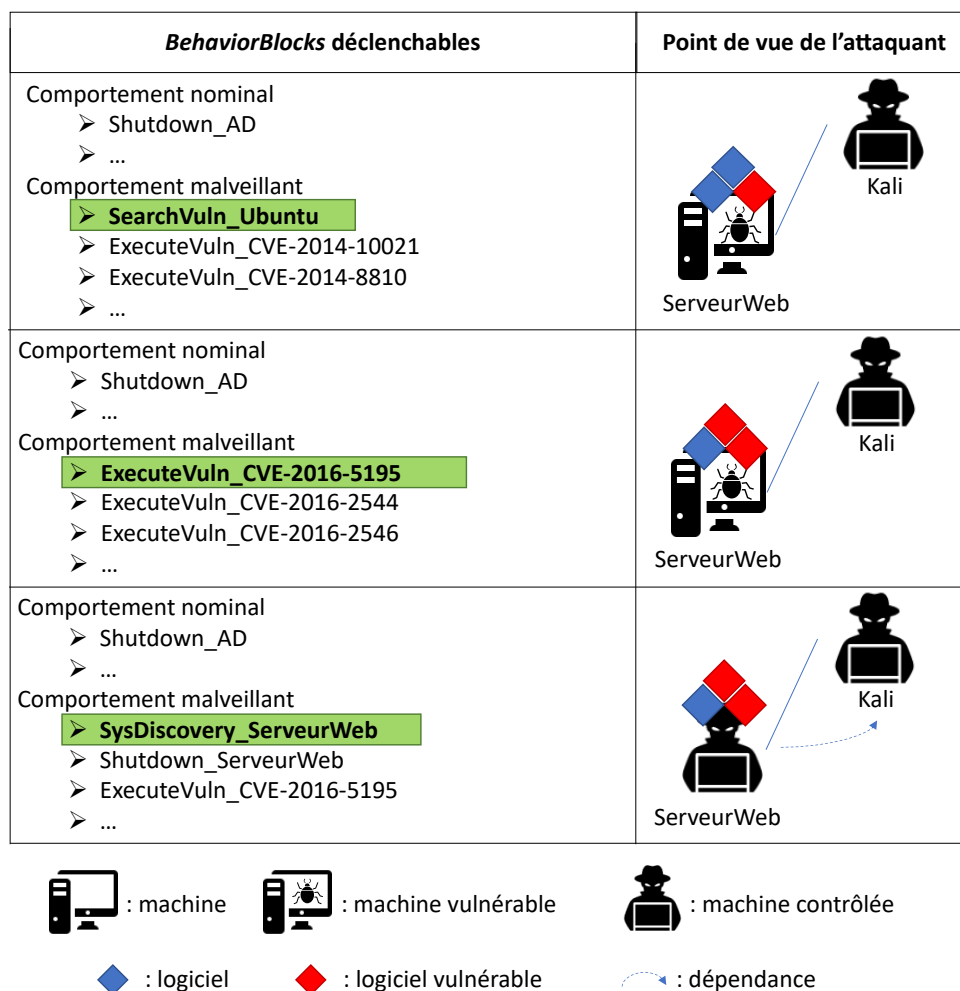 BehaviorBlocks déclenchables
Point de vue de l'attaquant
Comportement nominal
➢ Shutdown_AD
➢ …
Comportement malveillant
➢ SearchVuln_Ubuntu
➢ ExecuteVuln_CVE-2014-10021
➢ ExecuteVuln_CVE-2014-8810
➢ …
Kali
ServeurWeb
Comportement nominal
➢ Shutdown_AD
➢ …
Comportement malveillant
➢ ExecuteVuln_CVE-2016-5195
➢ ExecuteVuln_CVE-2016-2544
➢ ExecuteVuln_CVE-2016-2546
➢ …
Kali
ServeurWeb
Comportement nominal
➢ Shutdown_AD
➢ …
Comportement malveillant
➢ SysDiscovery_ServeurWeb
➢ Shutdown_ServeurWeb
➢ ExecuteVuln_CVE-2016-5195
➢ …
Kali
ServeurWeb
: machine
: machine vulnérable
: machine contrôlée
: logiciel
: logiciel vulnérable
: dépendance